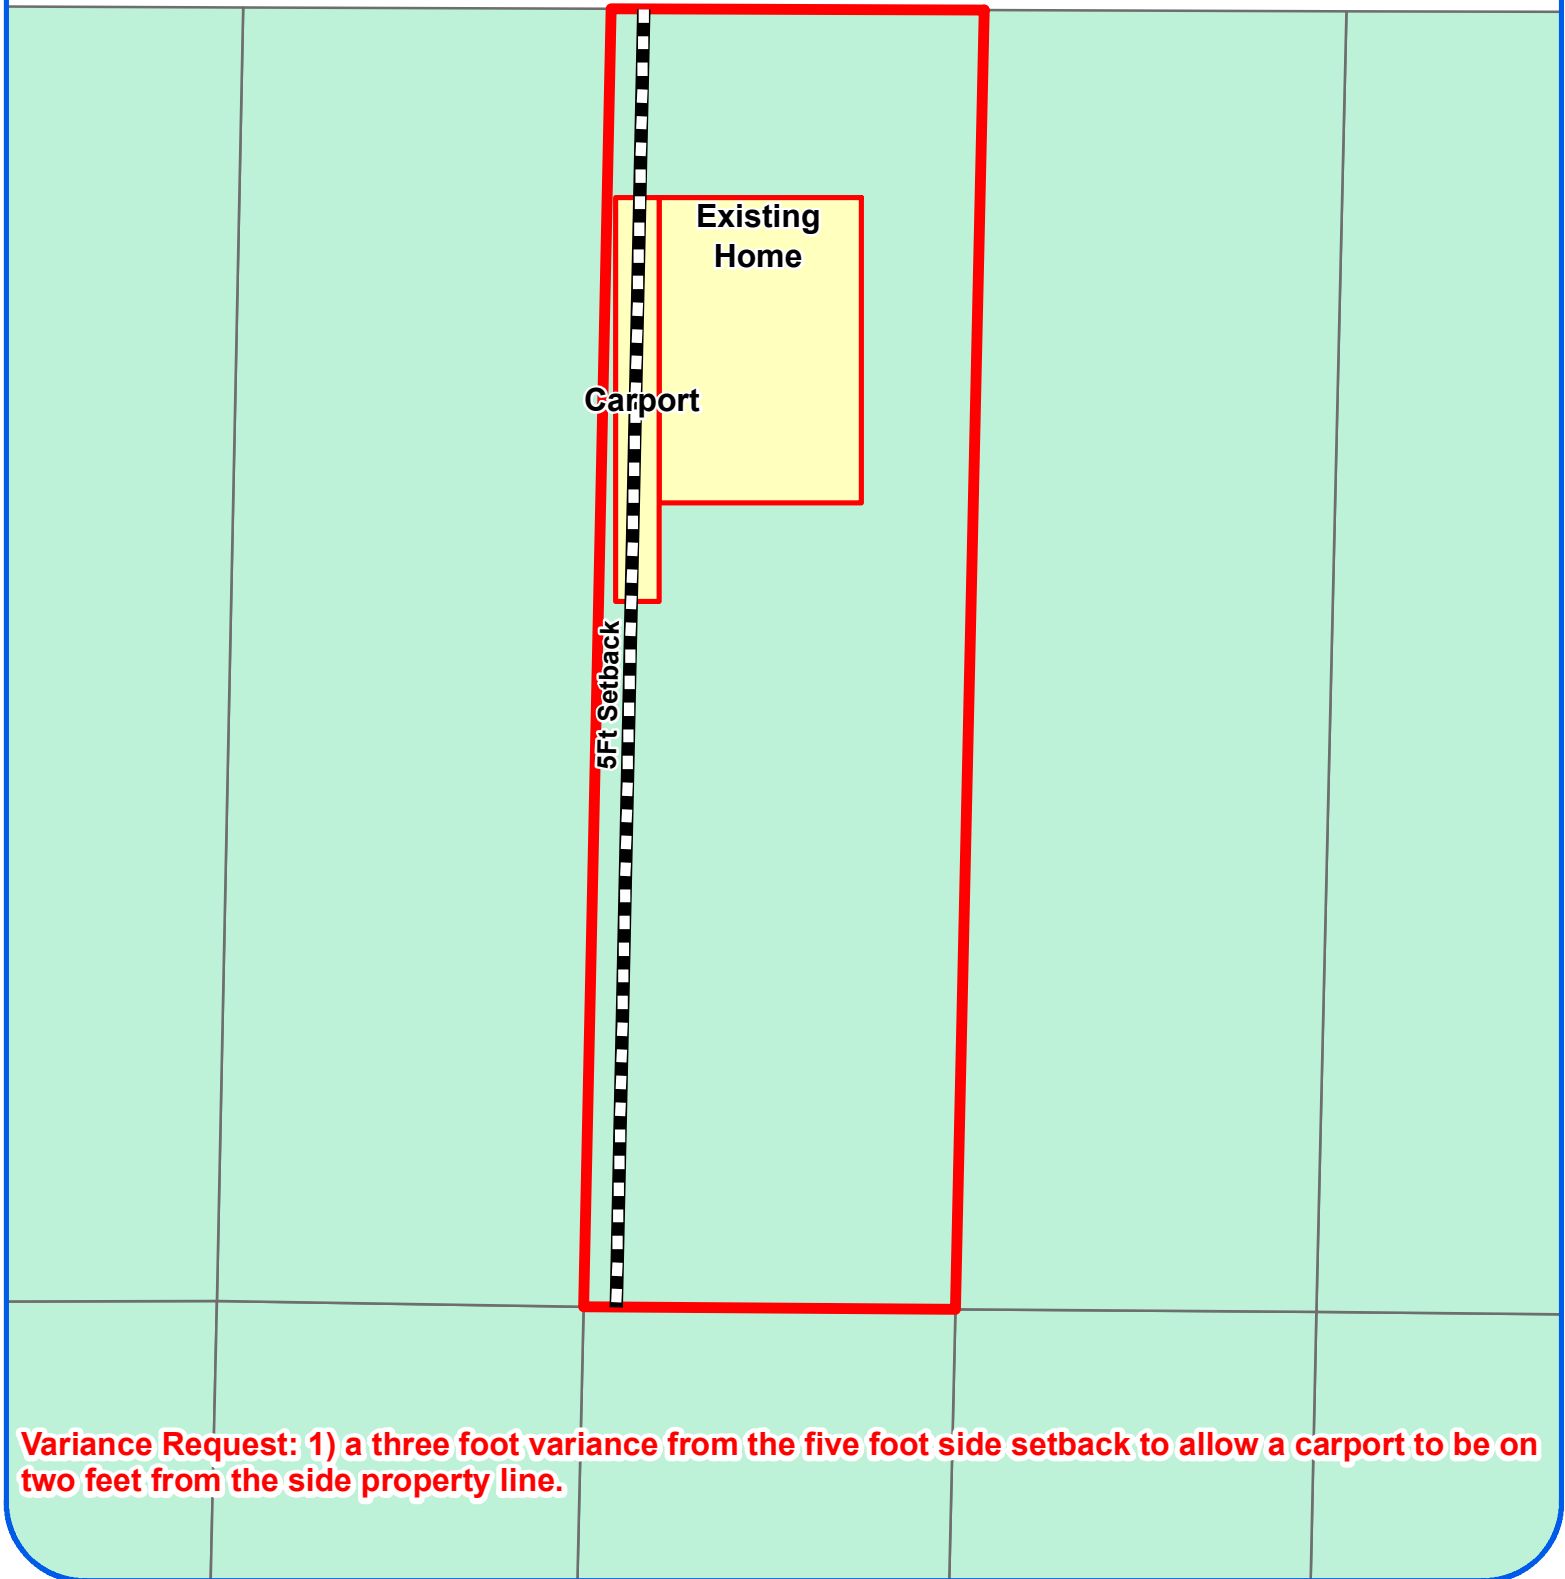 Existing
Home
Carport
5Ft Setback
Variance Request: 1) a three foot variance from the five foot side setback to allow a carport to be on
two feet from the side property line.